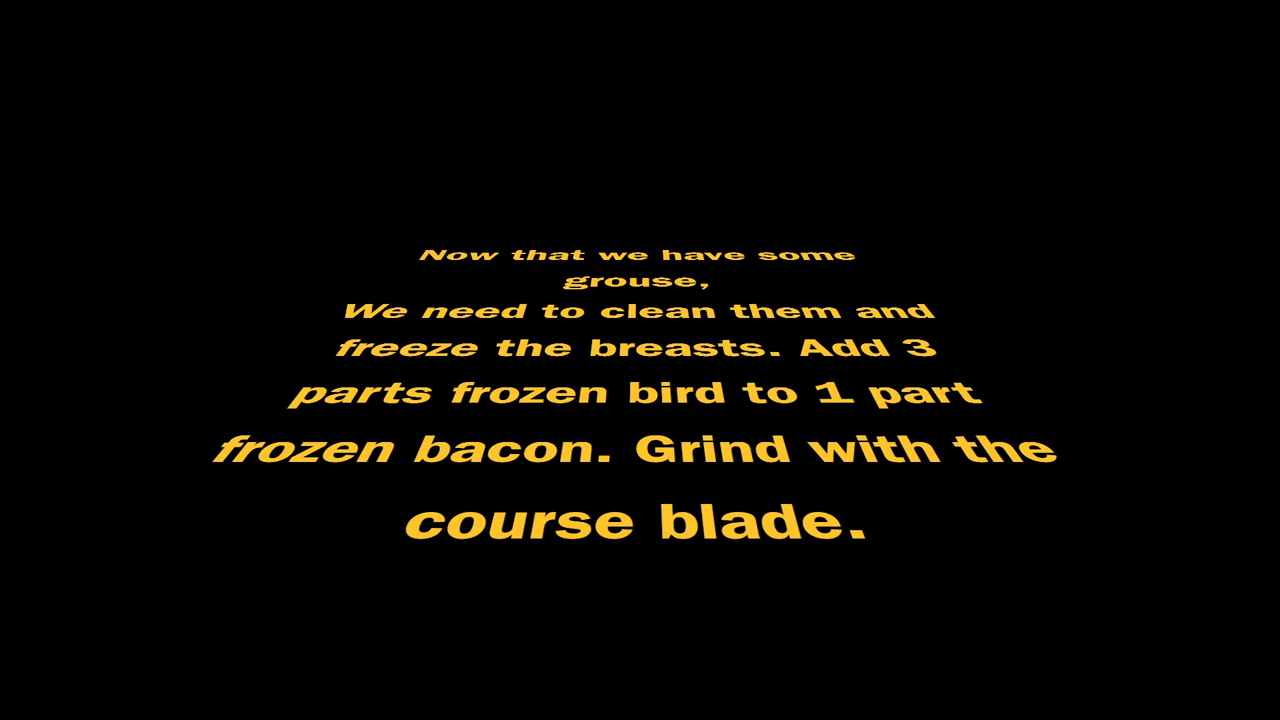 Now that we have some
grouse,
We need to clean them and
freeze the breasts. Add 3
parts frozen bird to 1 part
frozen bacon. Grind with the
course blade.